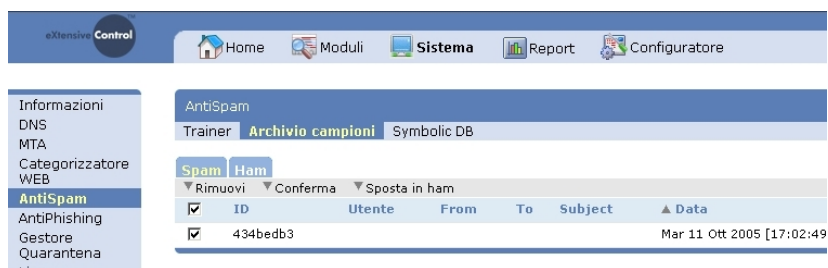 eXtensive Control
Home Moduli Sistema Report Configuratore
Informazioni
DNS
MTA
Categorizzatore
WEB
AntiSpam
AntiPhishing
Gestore
Quarantena
AntiSpam
Trainer Archivio campioni Symbolic DB
Spam Ham
Rimuovi Conferma Sposta in ham
ID Utente From To Subject Data
434bedb3 Mar 11 Ott 2005 [17:02:49